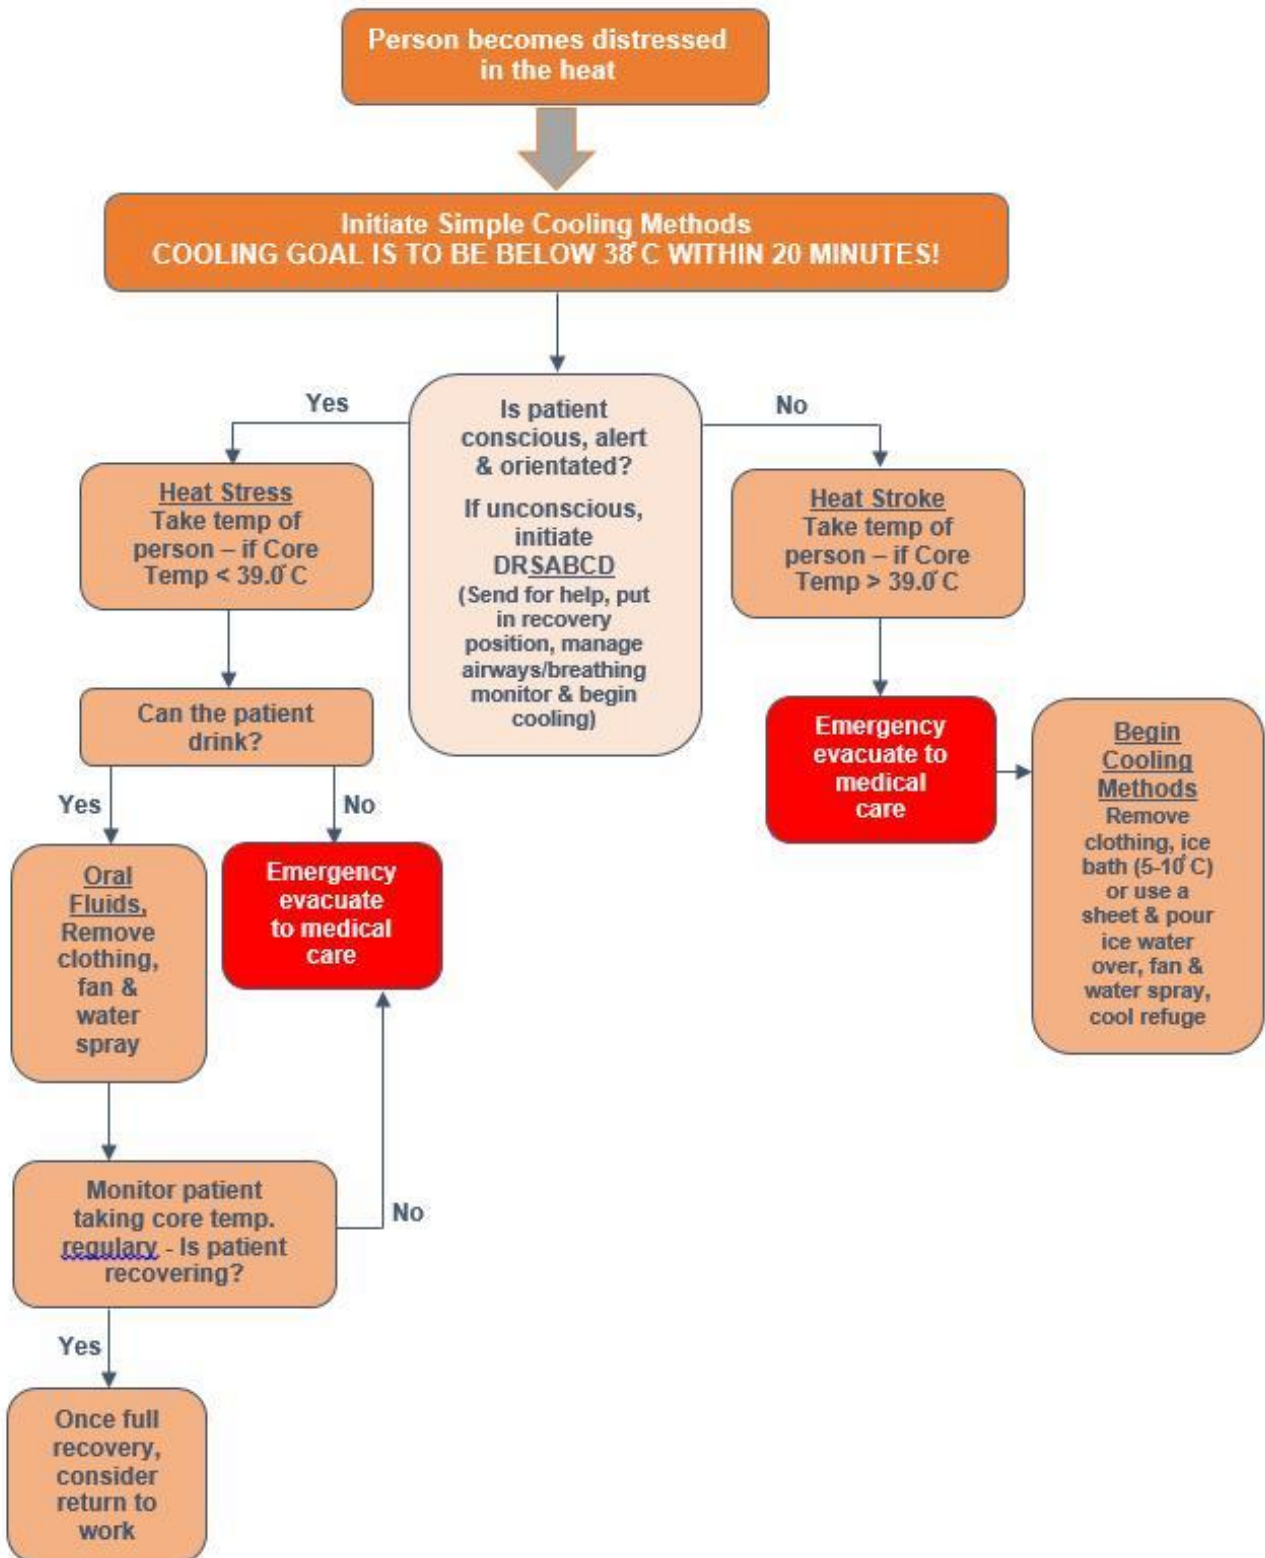 Person becomes distressed
in the heat
Initiate Simple Cooling Methods
COOLING GOAL IS TO BE BELOW 38°C WITHIN 20 MINUTES!
Yes
No
Is patient
conscious, alert
& orientated?
If unconscious,
initiate
DRSABCD
(Send for help, put
in recovery
position, manage
airways/breathing
monitor & begin
cooling)
Heat Stress
Take temp of
person – if Core
Temp < 39.0°C
Heat Stroke
Take temp of
person – if Core
Temp > 39.0°C
Can the patient
drink?
Yes
No
Emergency
evacuate to
medical
care
Begin
Cooling
Methods
Remove
clothing, ice
bath (5-10°C)
or use a
sheet & pour
ice water
over, fan &
water spray,
cool refuge
Oral
Fluids,
Remove
clothing,
fan &
water
spray
Emergency
evacuate
to medical
care
Monitor patient
taking core temp.
regulary - Is patient
recovering?
No
Yes
Once full
recovery,
consider
return to
work